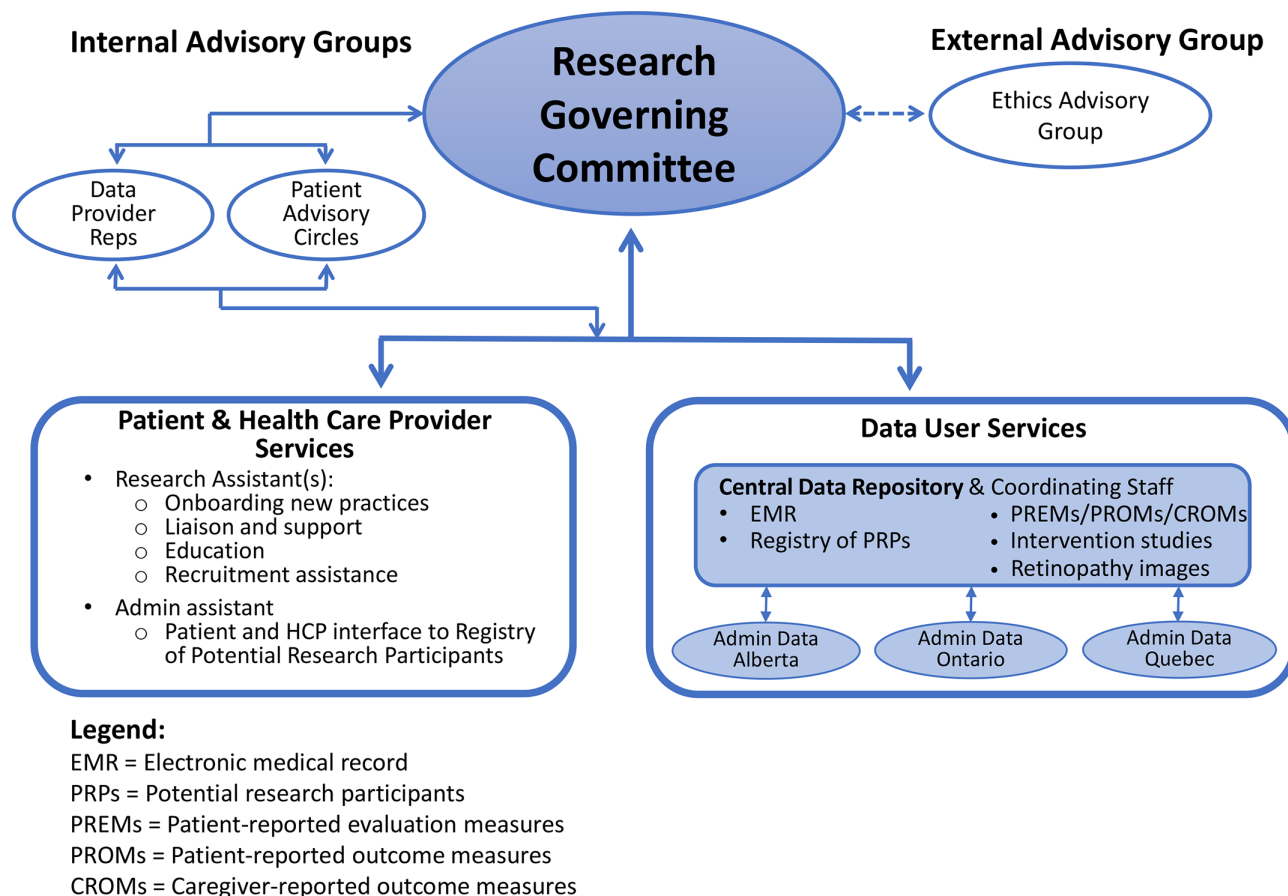 Internal Advisory Groups
Research
Governing
Committee
External Advisory Group
Ethics Advisory
Group
Data
Provider
Reps
Patient
Advisory
Circles
Patient & Health Care Provider
Services
• Research Assistant(s):
o Onboarding new practices
o Liaison and support
o Education
o Recruitment assistance
• Admin assistant
o Patient and HCP interface to Registry
of Potential Research Participants
Data User Services
Central Data Repository & Coordinating Staff
• EMR
• Registry of PRPs
• PREMs/PROMs/CROMs
• Intervention studies
• Retinopathy images
Admin Data
Alberta
Admin Data
Ontario
Admin Data
Quebec
Legend:
EMR = Electronic medical record
PRPs = Potential research participants
PREMs = Patient-reported evaluation measures
PROMs = Patient-reported outcome measures
CROMs = Caregiver-reported outcome measures